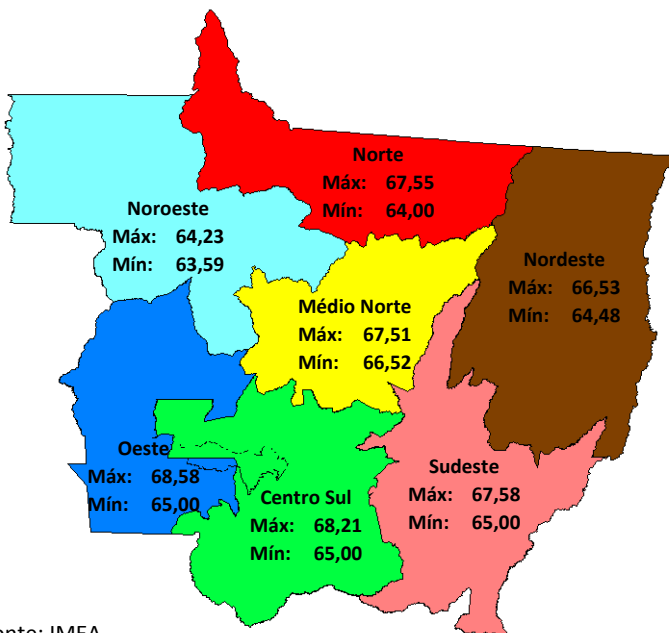 Norte
Máx: 67,55
Mín: 64,00
Noroeste
Máx: 64,23
Mín: 63,59
Nordeste
Máx: 66,53
Mín: 64,48
Médio Norte
Máx: 67,51
Mín: 66,52
Oeste
Máx: 68,58
Mín: 65,00
Centro Sul
Máx: 68,21
Mín: 65,00
Sudeste
Máx: 67,58
Mín: 65,00